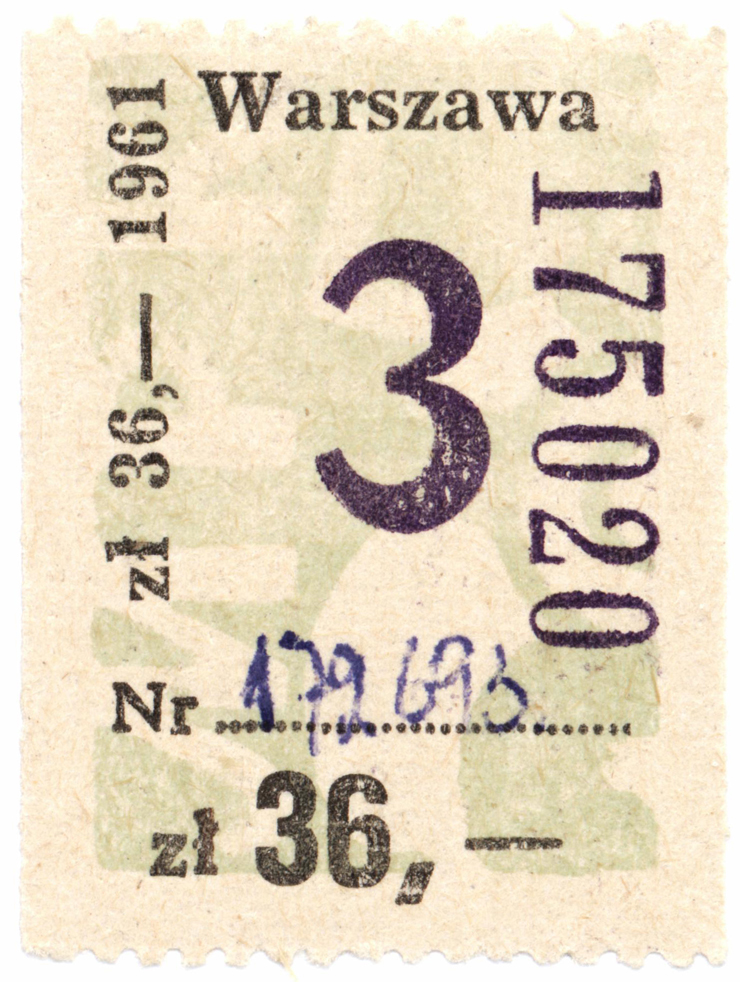 Warszawa
zł 36,— 1961
3
175020
Nr
zł 36,—